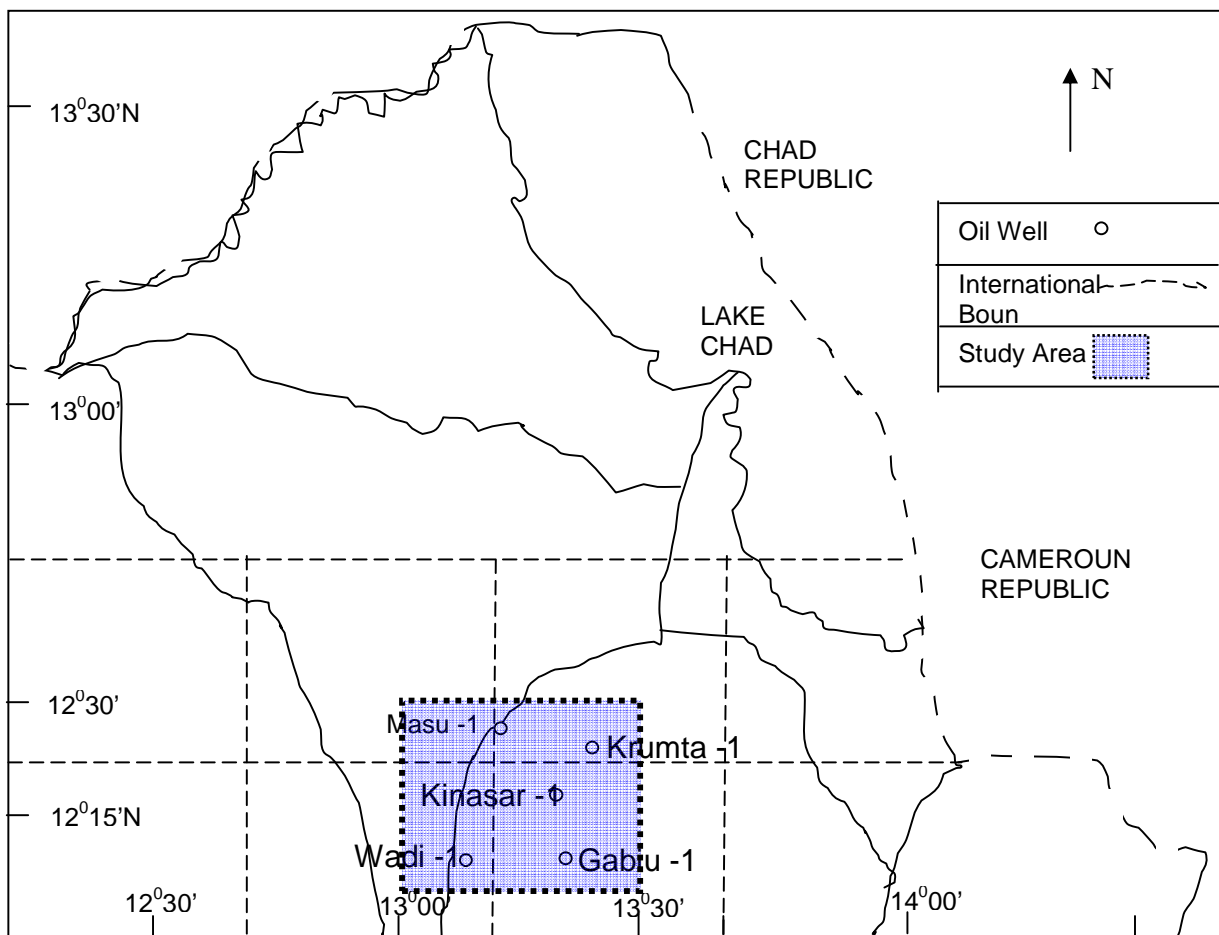 13⁰30’N
N
CHAD
REPUBLIC
Oil Well
International
Boun
Study Area
LAKE
CHAD
13⁰00’
CAMEROUN
REPUBLIC
12⁰30’
Masu -1
Krumta -1
Kinasar -1
12⁰15’N
Wadi -1
Gabru -1
12⁰30’
13⁰00’
13⁰30’
14⁰00’